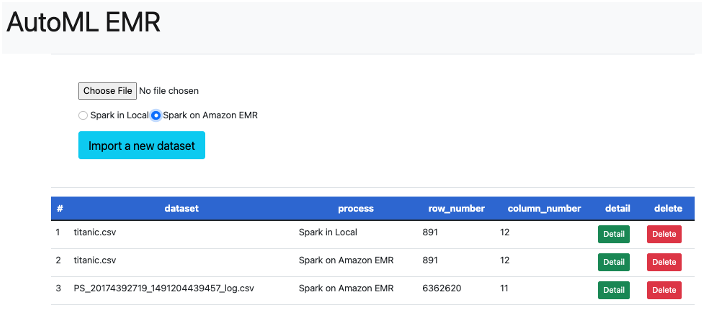 AutoML EMR
Choose File No file chosen
Spark in Local Spark on Amazon EMR
Import a new dataset
# dataset process row_number column_number detail delete
1 titanic.csv Spark in Local 891 12 Detail Delete
2 titanic.csv Spark on Amazon EMR 891 12 Detail Delete
3 PS_20174392719_1491204439457_log.csv Spark on Amazon EMR 6362620 11 Detail Delete